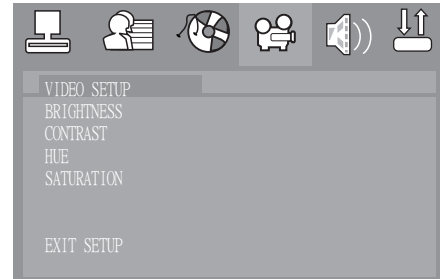 VIDEO SETUP
BRIGHTNESS
CONTRAST
HUE
SATURATION
EXIT SETUP